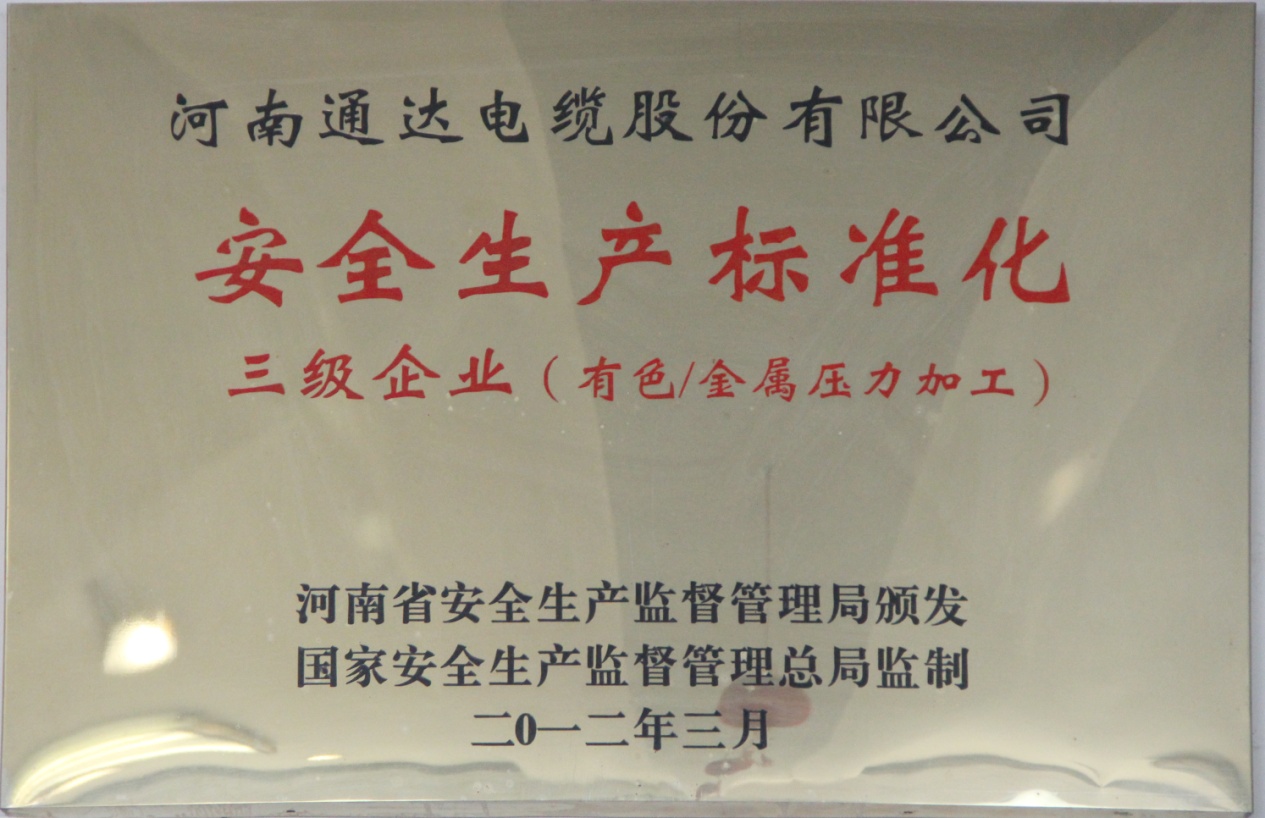 河南通达电缆股份有限公司
安全生产标准化
三级企业（有色/金属压力加工）
河南省安全生产监督管理局颁发
国家安全生产监督管理总局监制
二0一二年三月